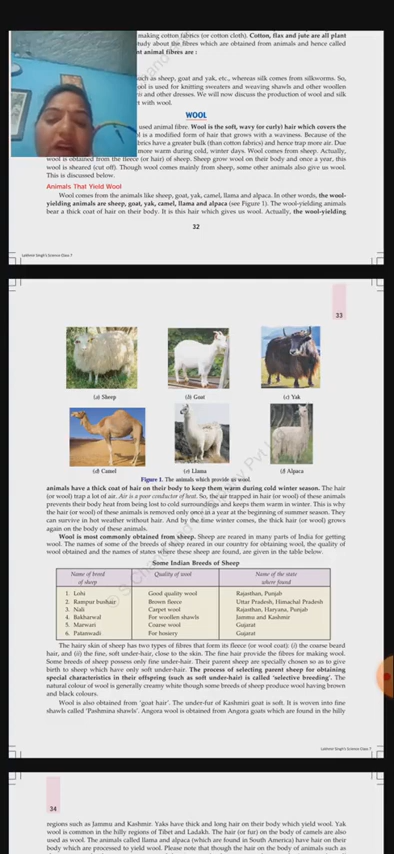 making cotton fabrics (or cotton cloth). Cotton, flax and jute are all plant
tudy about the fibres which are obtained from animals and hence called
nt animal fibres are :
uch as sheep, goat and yak, etc., whereas silk comes from silkworms. So,
ool is used for knitting sweaters and weaving shawls and other woollen
es and other dresses. We will now discuss the production of wool and silk
t with wool.
WOOL
used animal fibre. Wool is the soft, wavy (or curly) hair which covers the
l is a modified form of hair that grows with a waviness. Because of the
brics have a greater bulk (than cotton fabrics) and hence trap more air. Due
more warm during cold, winter days. Wool comes from sheep. Actually,
wool is obtained from the fleece (or hair) of sheep. Sheep grow wool on their body and once a year, this
wool is sheared (cut off). Though wool comes mainly from sheep, some other animals also give us wool.
This is discussed below.
Animals That Yield Wool
Wool comes from the animals like sheep, goat, yak, camel, llama and alpaca. In other words, the wool-
yielding animals are sheep, goat, yak, camel, llama and alpaca (see Figure 1). The wool-yielding animals
bear a thick coat of hair on their body. It is this hair which gives us wool. Actually, the wool-yielding
32
Lakhmir Singh's Science Class 7
33
(a) Sheep
(b) Goat
(c) Yak
(d) Camel
(e) Llama
(f) Alpaca
Figure 1. The animals which provide us wool.
animals have a thick coat of hair on their body to keep them warm during cold winter season. The hair
(or wool) trap a lot of air. Air is a poor conductor of heat. So, the air trapped in hair (or wool) of these animals
prevents their body heat from being lost to cold surroundings and keeps them warm in winter. This is why
the hair (or wool) of these animals is removed only once in a year at the beginning of summer season. They
can survive in hot weather without hair. And by the time winter comes, the thick hair (or wool) grows
again on the body of these animals.
Wool is most commonly obtained from sheep. Sheep are reared in many parts of India for getting
wool. The names of some of the breeds of sheep reared in our country for obtaining wool, the quality of
wool obtained and the names of states where these sheep are found, are given in the table below.
Some Indian Breeds of Sheep
Name of breed of sheep Quality of wool Name of the state where found
1. Lohi Good quality wool Rajasthan, Punjab
2. Rampur bushair Brown fleece Uttar Pradesh, Himachal Pradesh
3. Nali Carpet wool Rajasthan, Haryana, Punjab
4. Bakharwal For woollen shawls Jammu and Kashmir
5. Marwari Coarse wool Gujarat
6. Patanwadi For hosiery Gujarat
The hairy skin of sheep has two types of fibres that form its fleece (or wool coat): (i) the coarse beard
hair, and (ii) the fine, soft under-hair, close to the skin. The fine hair provide the fibres for making wool.
Some breeds of sheep possess only fine under-hair. Their parent sheep are specially chosen so as to give
birth to sheep which have only soft under-hair. The process of selecting parent sheep for obtaining
special characteristics in their offspring (such as soft under-hair) is called 'selective breeding'. The
natural colour of wool is generally creamy white though some breeds of sheep produce wool having brown
and black colours.
Wool is also obtained from 'goat hair'. The under-fur of Kashmiri goat is soft. It is woven into fine
shawls called 'Pashmina shawls'. Angora wool is obtained from Angora goats which are found in the hilly
Lakhmir Singh's Science Class 7
34
regions such as Jammu and Kashmir. Yaks have thick and long hair on their body which yield wool. Yak
wool is common in the hilly regions of Tibet and Ladakh. The hair (or fur) on the body of camels are also
used as wool. The animals called llama and alpaca (which are found in South America) have hair on their
body which are processed to yield wool. Please note that though the hair on the body of animals such as